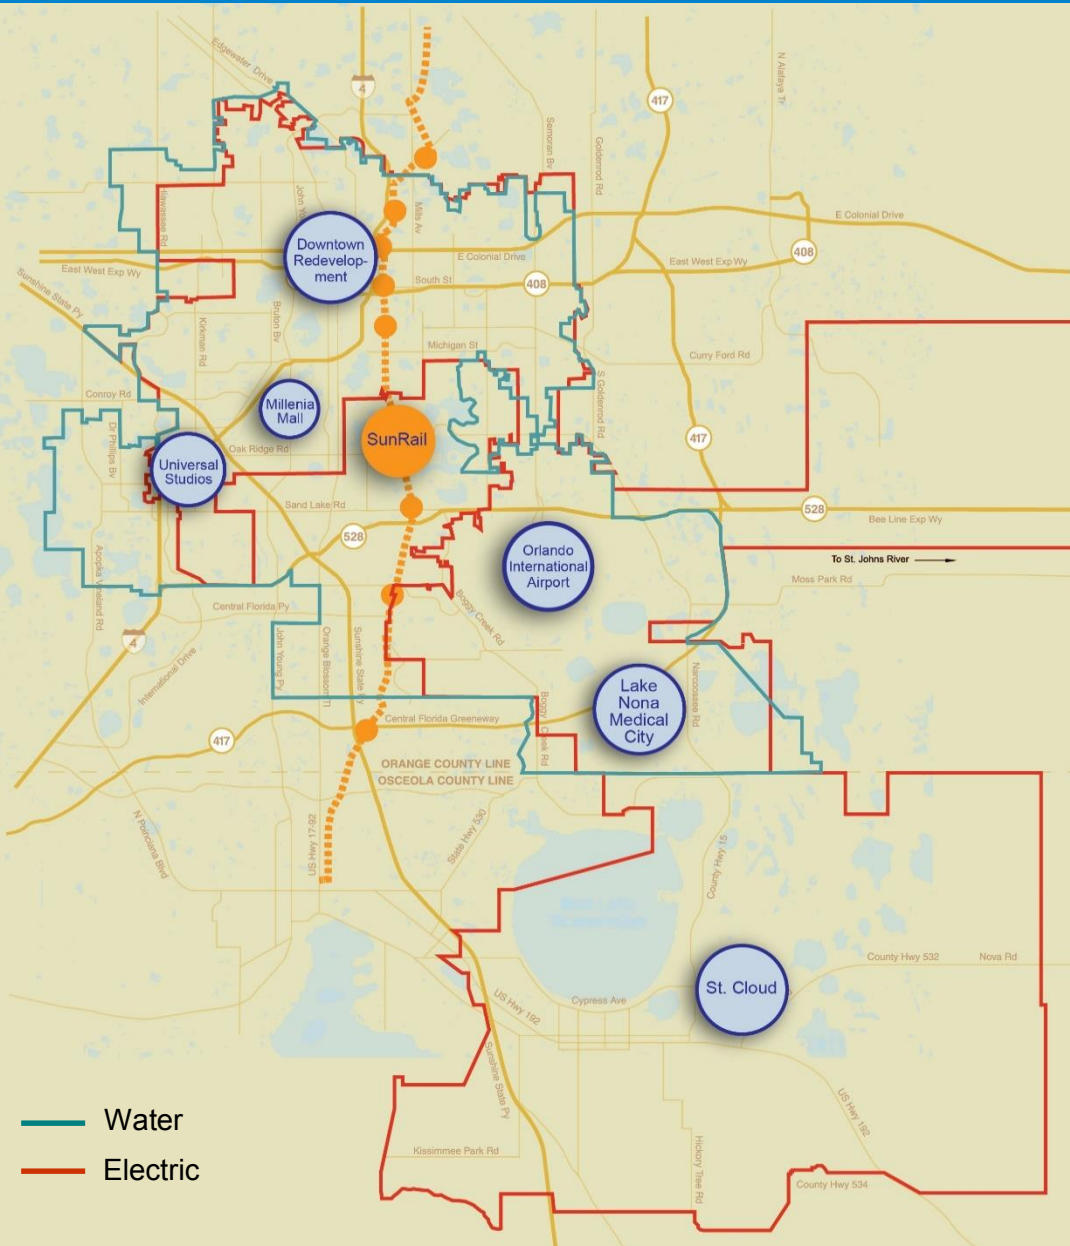 Edgewater Drive
4
417
N Alafaya Tr
Semoran Bv
Goldenrod Rd
Hiawassee Rd
John Yo
Mills Av
E Colonial Drive
Downtown
Redevelop-
ment
E Colonial Drive
408
East West Exp Wy
East West Exp Wy
Sunshine State Py
South St
408
Kirkman Rd
Bruton Bv
Michigan St
Curry Ford Rd
Conroy Rd
Millenia
Mall
S Goldenrod Rd
SunRail
417
Dr Phillips Bv
Oak Ridge Rd
Universal
Studios
Sand Lake Rd
528
528
Bee Line Exp Wy
Orlando
International
Airport
To St. Johns River
Moss Park Rd
Apopka Vineland Rd
Central Florida Py
Boggy Creek Rd
4
International Drive
John Young Py
Orange Blossom Tl
Sunshine State Py
Lake
Nona
Medical
City
Narcoossee Rd
Boggy Creek Rd
Central Florida Greeneway
417
ORANGE COUNTY LINE
OSCEOLA COUNTY LINE
N Poinciana Blvd
US Hwy 17-92
State Hwy 530
County Hwy 15
County Hwy 532
Nova Rd
St. Cloud
Cypress Ave
US Hwy 192
Sunshine State Py
US Hwy 192
Water
Electric
Kissimmee Park Rd
Hickory Tree Rd
County Hwy 534